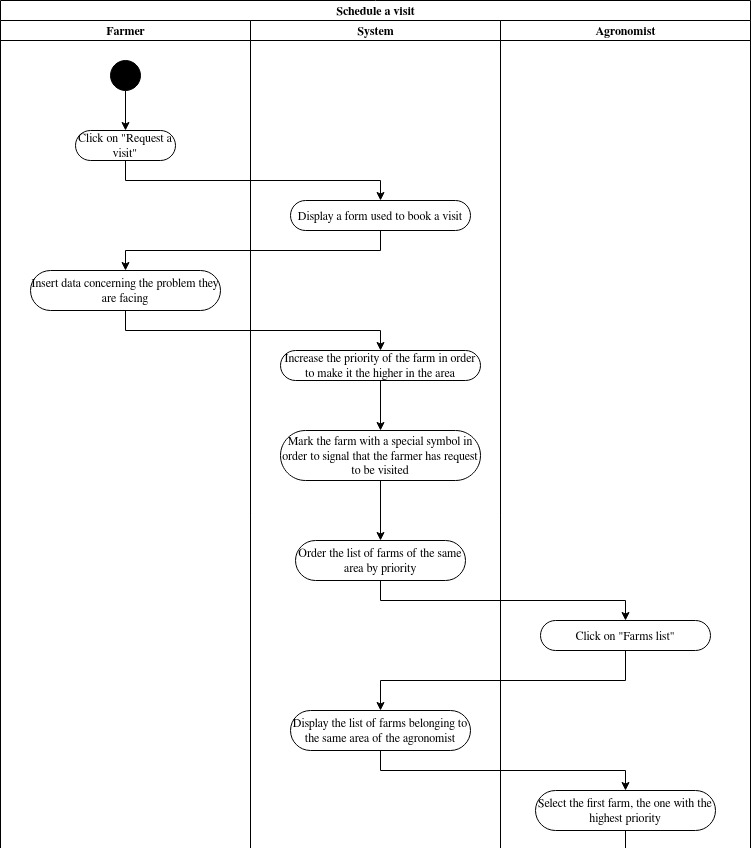 Schedule a visit
Farmer
System
Agronomist
Click on "Request a
visit"
Display a form used to book a visit
Insert data concerning the problem they
are facing
Increase the priority of the farm in order
to make it the higher in the area
Mark the farm with a special symbol in
order to signal that the farmer has request
to be visited
Order the list of farms of the same
area by priority
Click on "Farms list"
Display the list of farms belonging to
the same area of the agronomist
Select the first farm, the one with the
highest priority